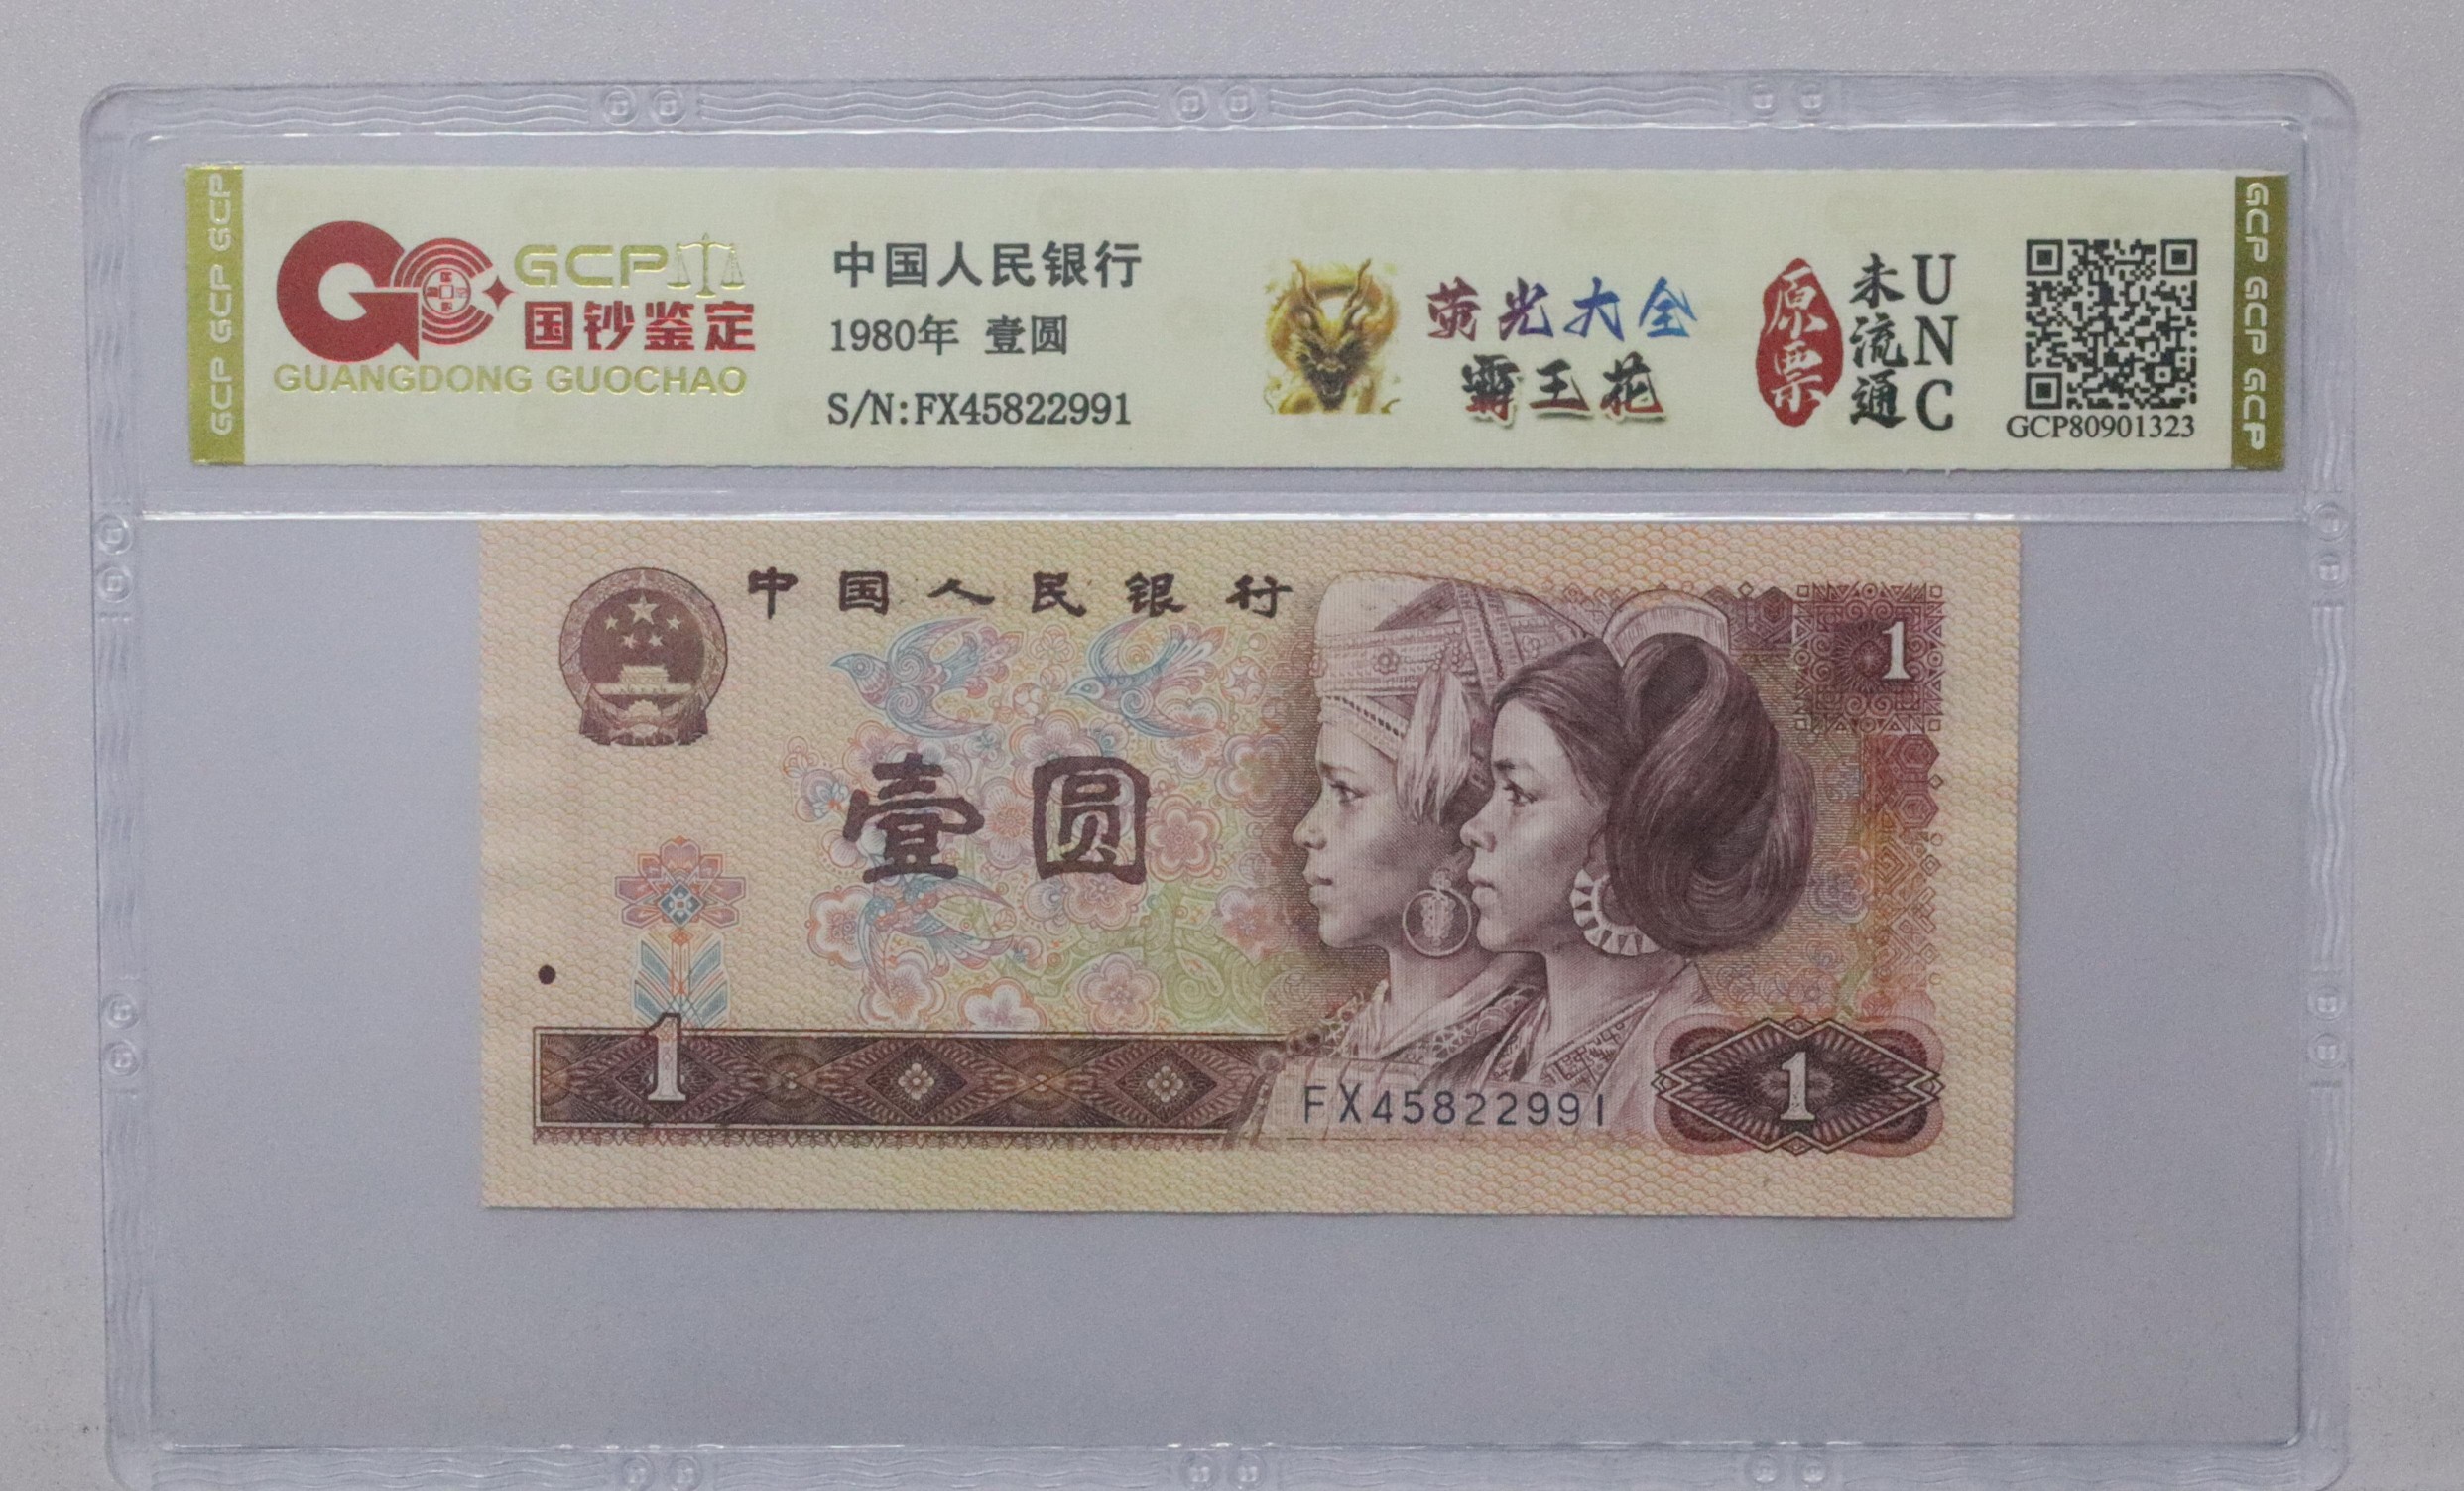 GCP GCP GCP
GCP
国钞鉴定
GUANGDONG GUOCHAO
中国人民银行
1980年 壹圆
S/N:FX45822991
荧光大全
霸王花
原票
未流通
UNC
GCP80901323
GCP GCP GCP
中国人民银行
1
壹圆
1
FX45822991
1